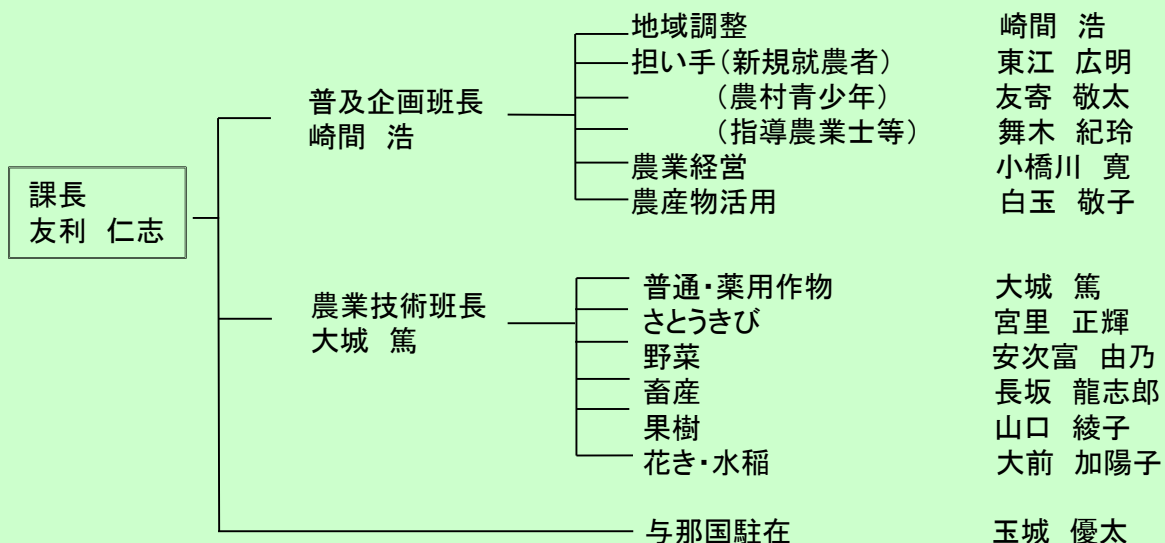 地域調整　崎間　浩
担い手（新規就農者）　東江　広明
（農村青少年）　友寄　敬太
（指導農業士等）　舞木　紀玲
農業経営　小橋川　寛
農産物活用　白玉　敬子
普及企画班長
崎間　浩
課長
友利　仁志
農業技術班長
大城　篤
普通・薬用作物　大城　篤
さとうきび　宮里　正輝
野菜　安次富　由乃
畜産　長坂　龍志郎
果樹　山口　綾子
花き・水稲　大前　加陽子
与那国駐在　玉城　優太